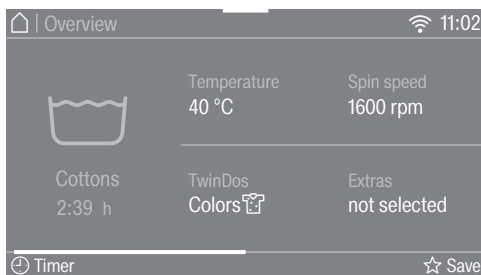 | Overview 11:02
Temperature Spin speed
40 °C 1600 rpm
Cottons TwinDos Extras
2:39 h Colors not selected
Timer Save